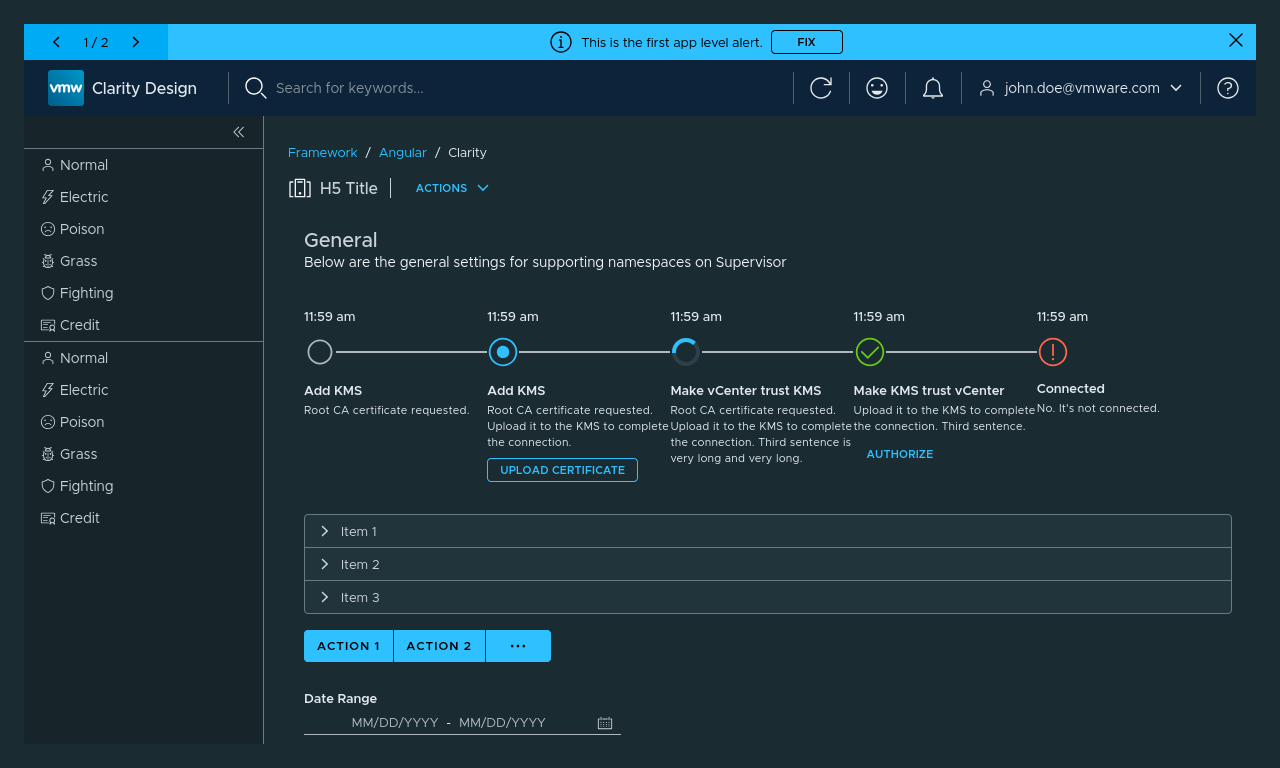 1 / 2
This is the first app level alert.
FIX
vmw
Clarity Design
Search for keywords...
john.doe@vmware.com
Normal
Electric
Poison
Grass
Fighting
Credit
Normal
Electric
Poison
Grass
Fighting
Credit
Framework / Angular / Clarity
H5 Title
ACTIONS
General
Below are the general settings for supporting namespaces on Supervisor
11:59 am
Add KMS
Root CA certificate requested.
11:59 am
Add KMS
Root CA certificate requested.
Upload it to the KMS to complete
the connection.
UPLOAD CERTIFICATE
11:59 am
Make vCenter trust KMS
Root CA certificate requested.
Upload it to the KMS to complete
the connection. Third sentence is
very long and very long.
11:59 am
Make KMS trust vCenter
Upload it to the KMS to complete
the connection. Third sentence.
AUTHORIZE
11:59 am
Connected
No. It's not connected.
Item 1
Item 2
Item 3
ACTION 1
ACTION 2
Date Range
MM/DD/YYYY - MM/DD/YYYY